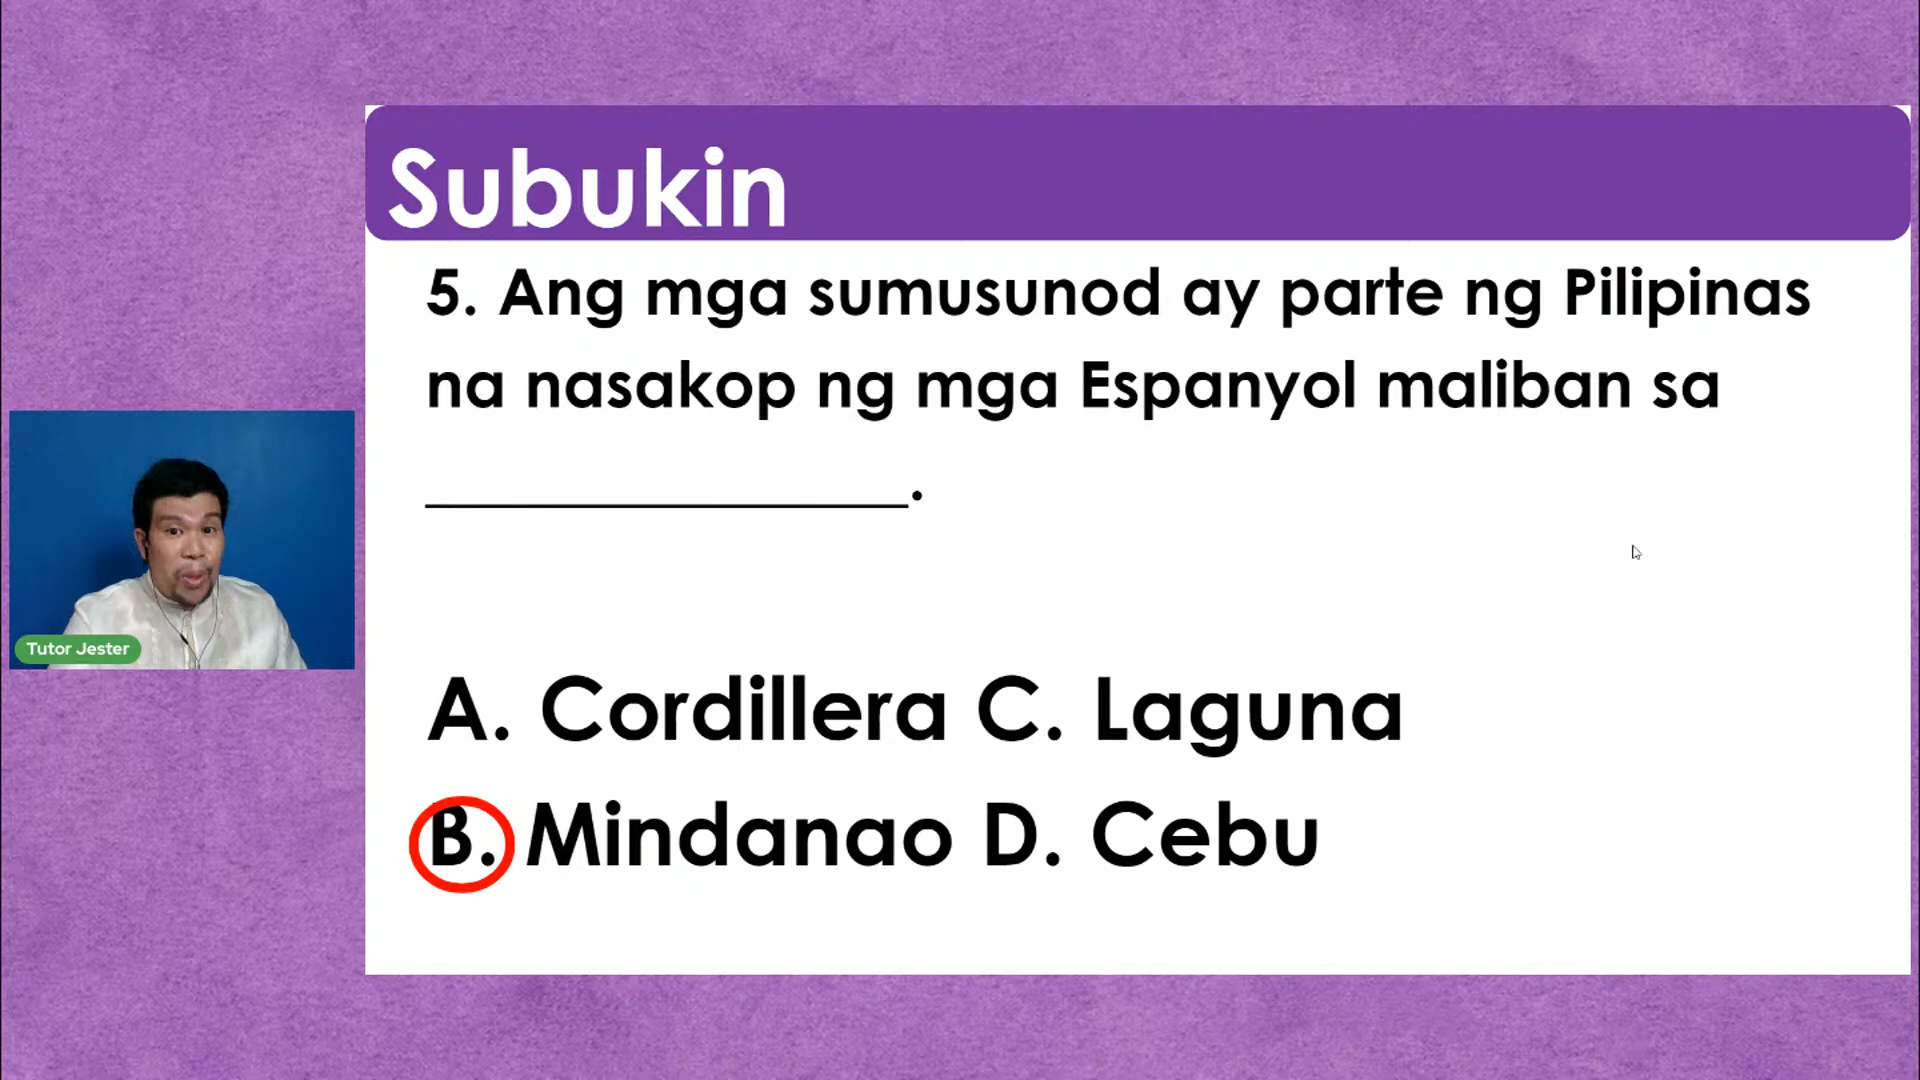 Subukin
5. Ang mga sumusunod ay parte ng Pilipinas
na nasakop ng mga Espanyol maliban sa
_______________.
Tutor Jester
A. Cordillera C. Laguna
B. Mindanao D. Cebu